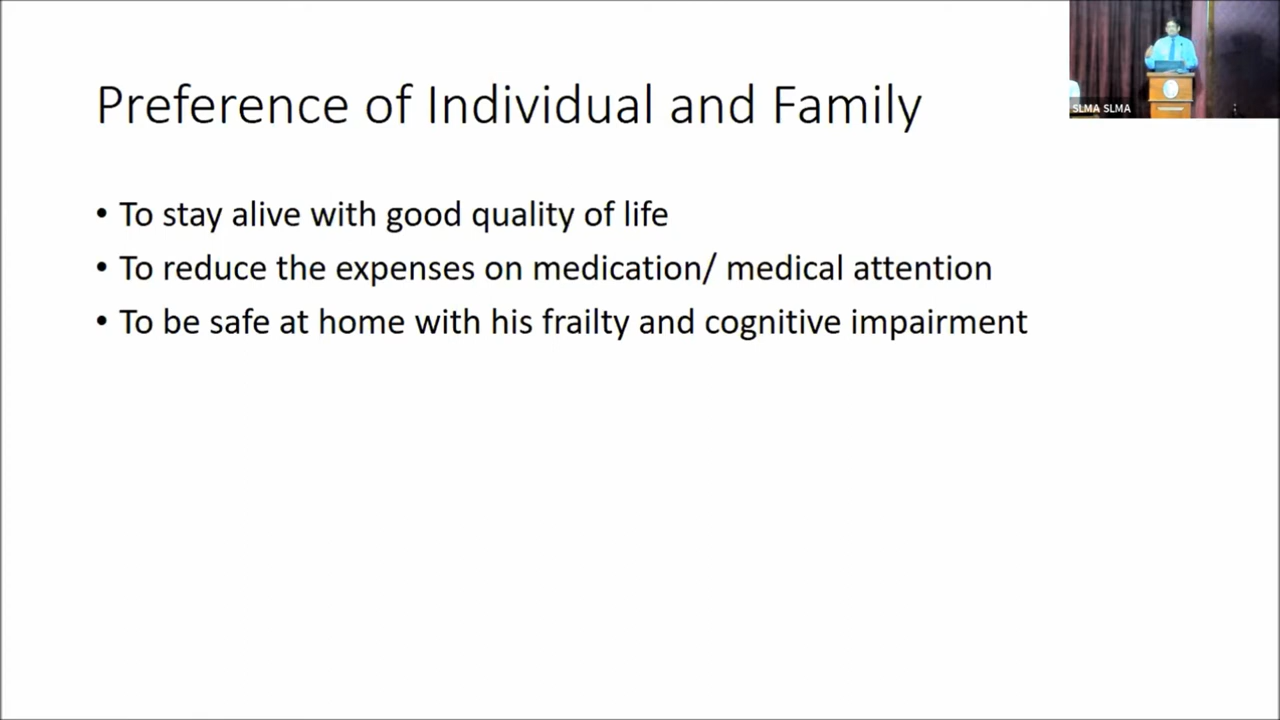 Preference of Individual and Family
• To stay alive with good quality of life
• To reduce the expenses on medication/ medical attention
• To be safe at home with his frailty and cognitive impairment
SLMA SLMA